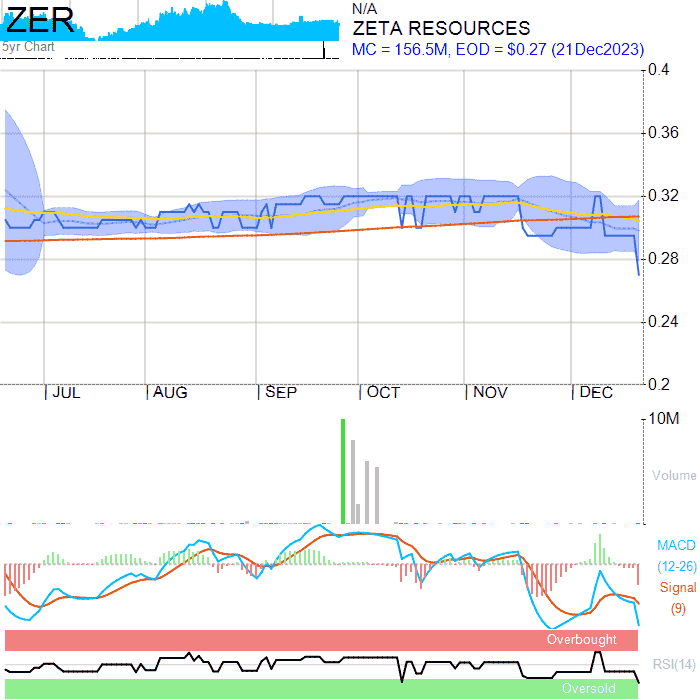 ZER
5yr Chart
N/A
ZETA RESOURCES
MC = 156.5M, EOD = $0.27 (21Dec2023)
0.4
0.36
0.32
0.28
0.24
0.2
JUL
AUG
SEP
OCT
NOV
DEC
10M
Volume
MACD
(12-26)
Signal
(9)
Overbought
RSI(14)
Oversold